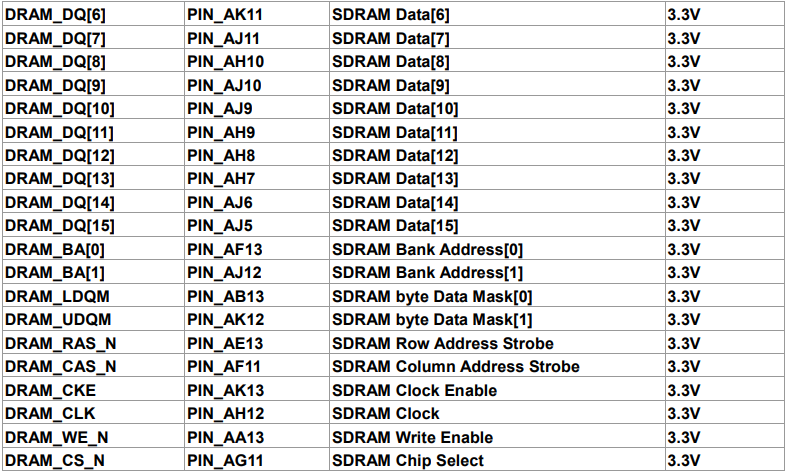 DRAM_DQ[6] PIN_AK11 SDRAM Data[6] 3.3V
DRAM_DQ[7] PIN_AJ11 SDRAM Data[7] 3.3V
DRAM_DQ[8] PIN_AH10 SDRAM Data[8] 3.3V
DRAM_DQ[9] PIN_AJ10 SDRAM Data[9] 3.3V
DRAM_DQ[10] PIN_AJ9 SDRAM Data[10] 3.3V
DRAM_DQ[11] PIN_AH9 SDRAM Data[11] 3.3V
DRAM_DQ[12] PIN_AH8 SDRAM Data[12] 3.3V
DRAM_DQ[13] PIN_AH7 SDRAM Data[13] 3.3V
DRAM_DQ[14] PIN_AJ6 SDRAM Data[14] 3.3V
DRAM_DQ[15] PIN_AJ5 SDRAM Data[15] 3.3V
DRAM_BA[0] PIN_AF13 SDRAM Bank Address[0] 3.3V
DRAM_BA[1] PIN_AJ12 SDRAM Bank Address[1] 3.3V
DRAM_LDQM PIN_AB13 SDRAM byte Data Mask[0] 3.3V
DRAM_UDQM PIN_AK12 SDRAM byte Data Mask[1] 3.3V
DRAM_RAS_N PIN_AE13 SDRAM Row Address Strobe 3.3V
DRAM_CAS_N PIN_AF11 SDRAM Column Address Strobe 3.3V
DRAM_CKE PIN_AK13 SDRAM Clock Enable 3.3V
DRAM_CLK PIN_AH12 SDRAM Clock 3.3V
DRAM_WE_N PIN_AA13 SDRAM Write Enable 3.3V
DRAM_CS_N PIN_AG11 SDRAM Chip Select 3.3V